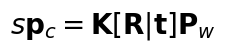 s𝐩_c = 𝐊[𝐑|𝐭]𝐏_w